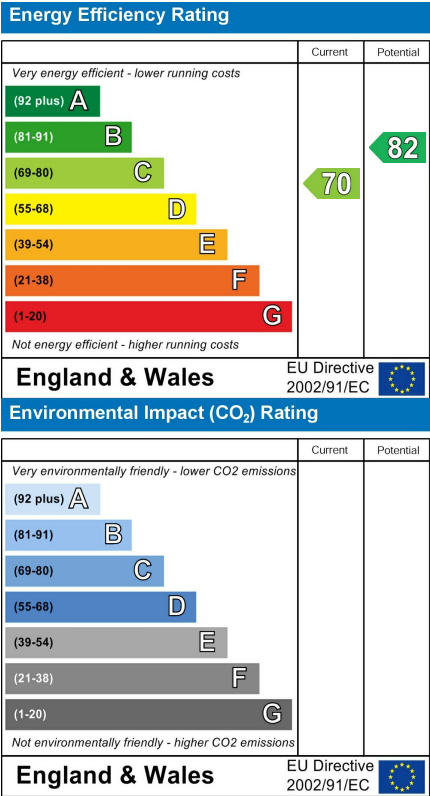 Energy Efficiency Rating
Current Potential
Very energy efficient - lower running costs
(92 plus) A
(81-91) B
82
(69-80) C
70
(55-68) D
(39-54) E
(21-38) F
(1-20) G
Not energy efficient - higher running costs
England & Wales
EU Directive
2002/91/EC
Environmental Impact (CO₂) Rating
Current Potential
Very environmentally friendly - lower CO2 emissions
(92 plus) A
(81-91) B
(69-80) C
(55-68) D
(39-54) E
(21-38) F
(1-20) G
Not environmentally friendly - higher CO2 emissions
England & Wales
EU Directive
2002/91/EC